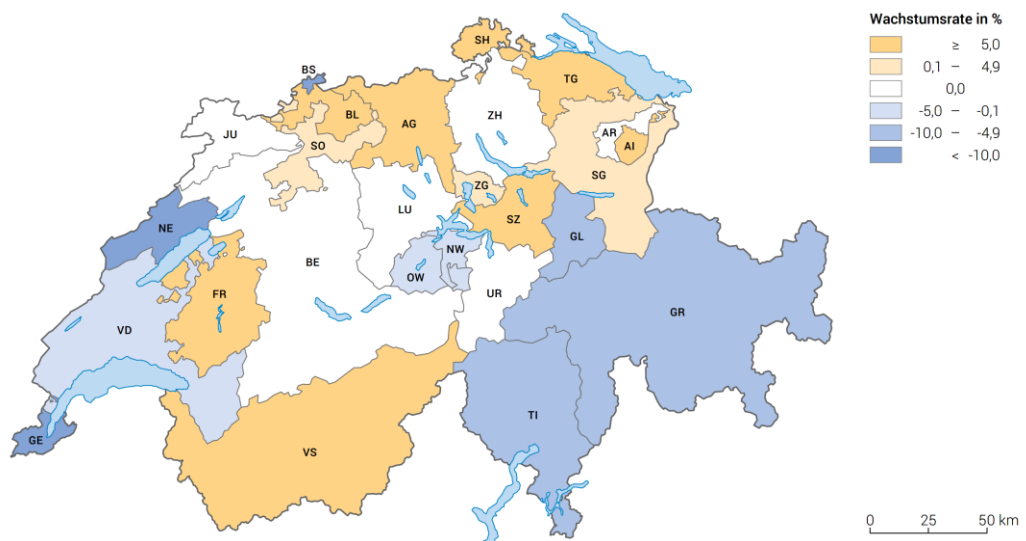 Wachstumsrate in %
≥ 5,0
0,1 – 4,9
0,0
-5,0 – -0,1
-10,0 – -4,9
< -10,0
SH
BS
TG
BL
AG
ZH
JU
AR
AI
SO
SG
ZG
LU
NE
SZ
GL
NW
BE
OW
UR
FR
GR
VD
TI
GE
VS
0 25 50 km